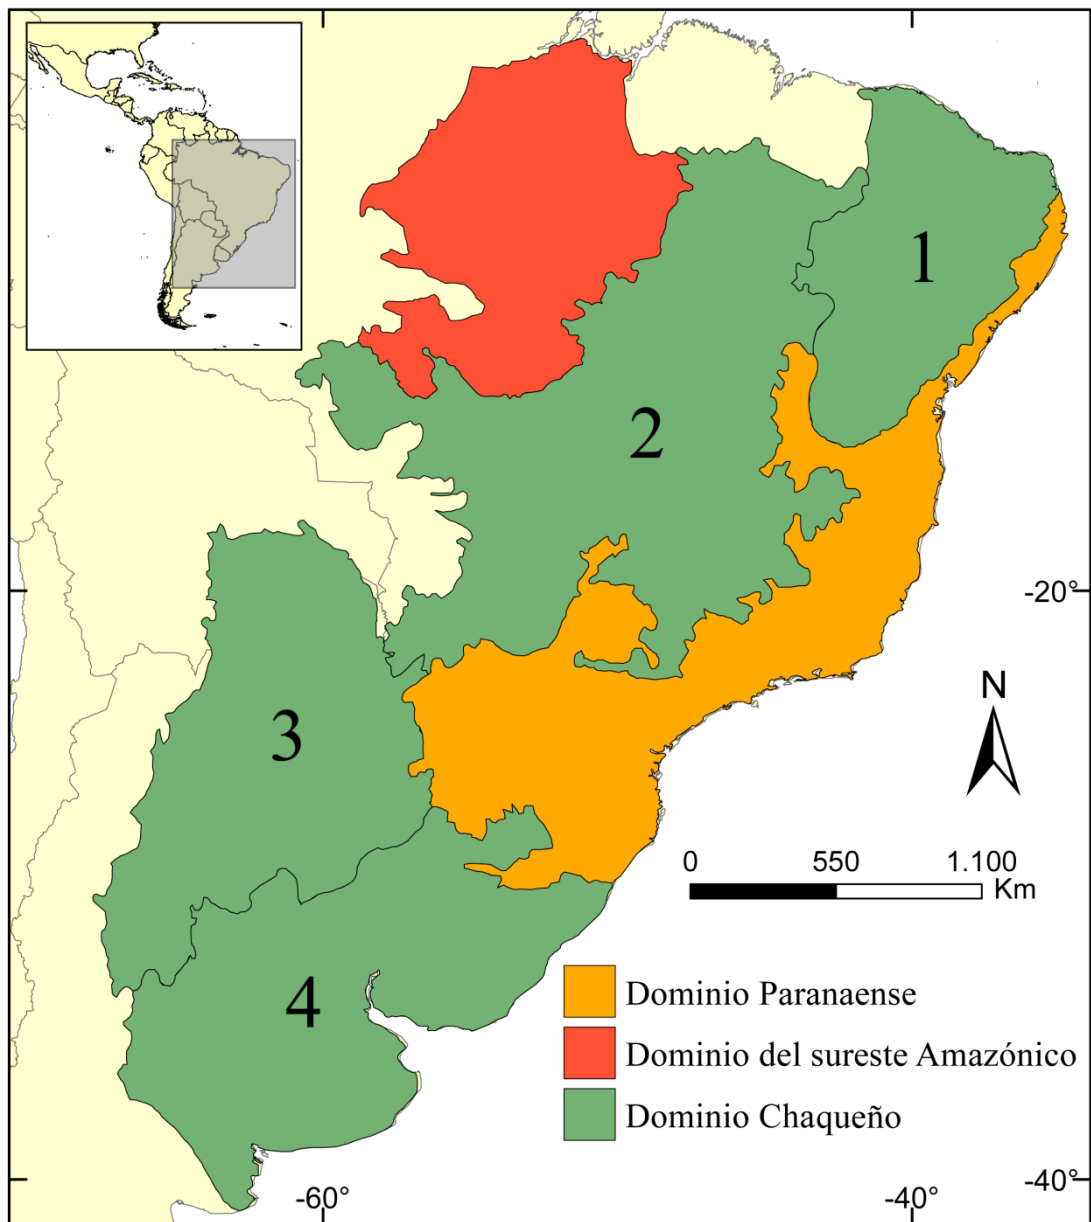 1
2
-20°
3
N
0 550 1.100
Km
4
Dominio Paranaense
Dominio del sureste Amazónico
Dominio Chaqueño
-60°
-40°
-40°